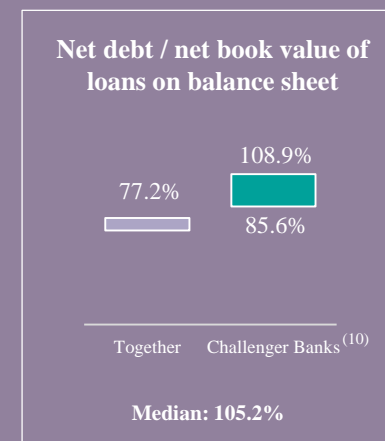 Net debt / net book value of
loans on balance sheet
108.9%
77.2%
85.6%
Together Challenger Banks (10)
Median: 105.2%